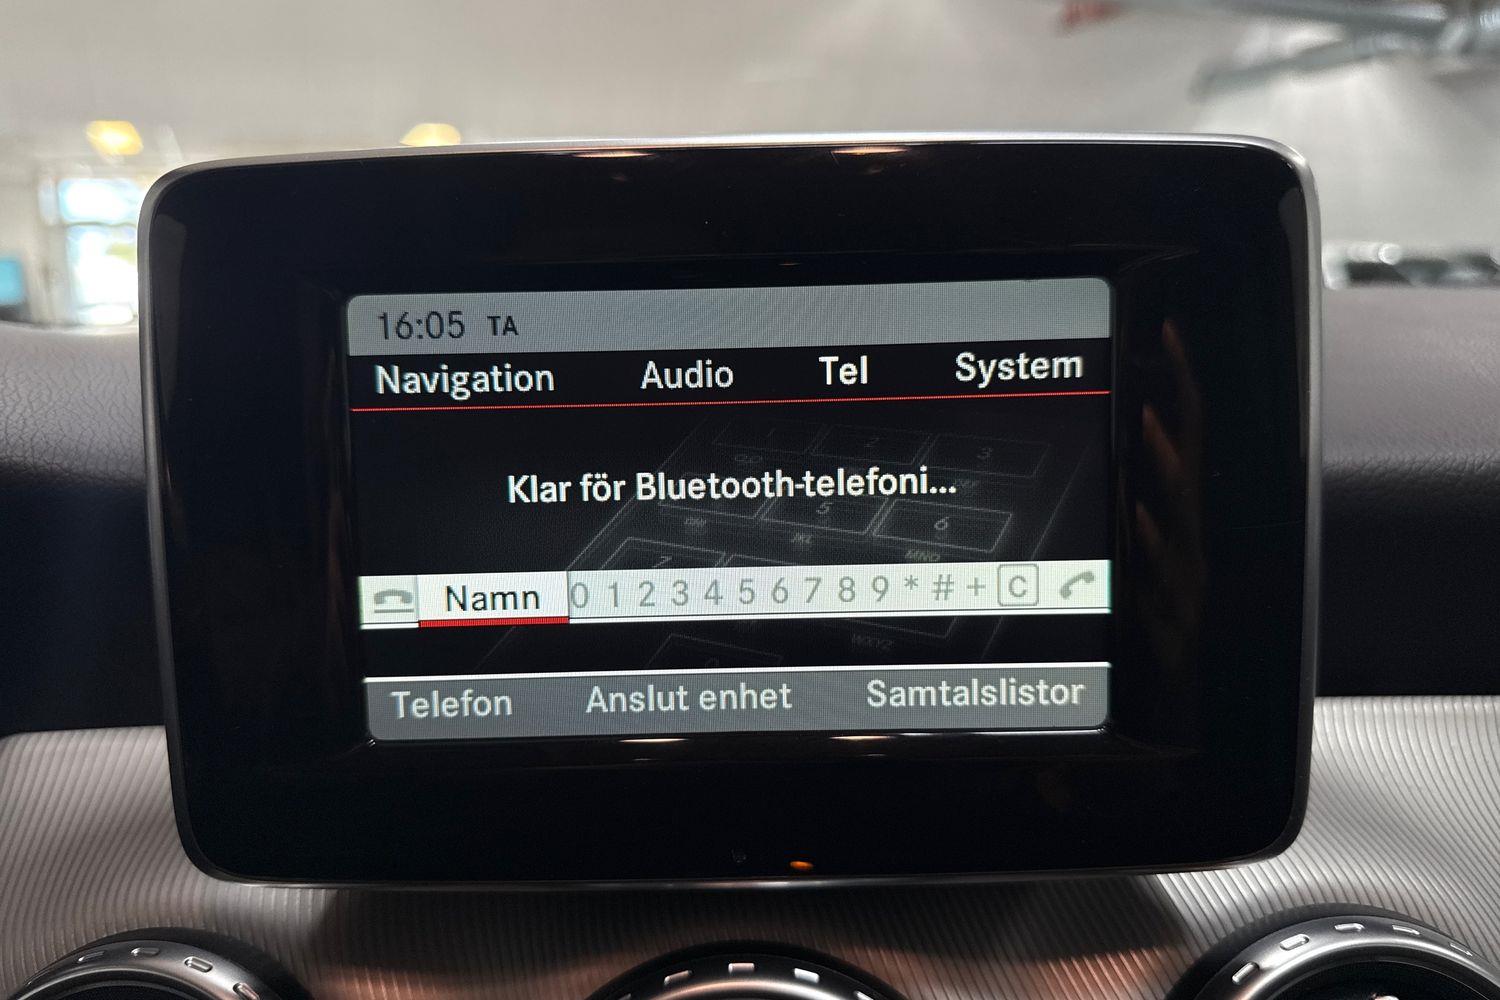 16:05 TA
Navigation Audio Tel System
Klar för Bluetooth-telefoni...
Namn 0 1 2 3 4 5 6 7 8 9 * # + C
Telefon Anslut enhet Samtalslistor